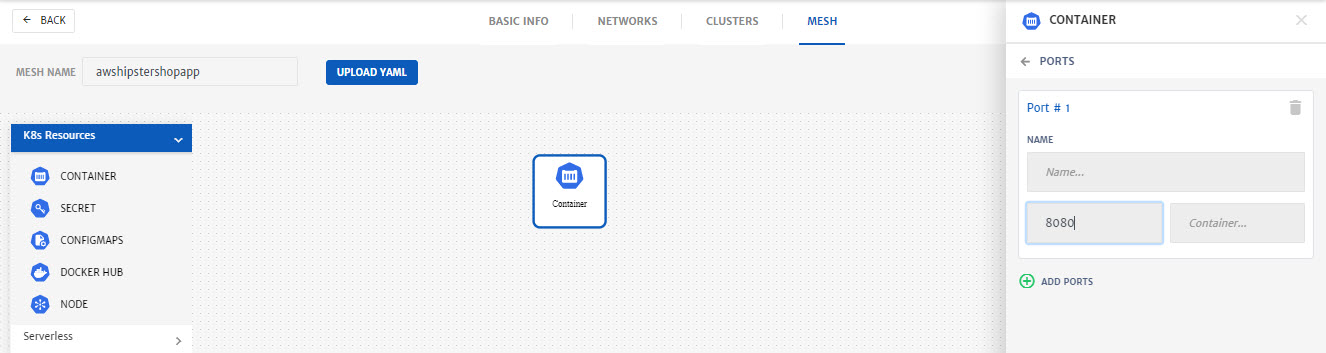 BACK
BASIC INFO
NETWORKS
CLUSTERS
MESH
MESH NAME
awshipstershopapp
UPLOAD YAML
K8s Resources
CONTAINER
SECRET
CONFIGMAPS
DOCKER HUB
NODE
Serverless
Container
CONTAINER
PORTS
Port # 1
NAME
Name...
8080
Container...
ADD PORTS